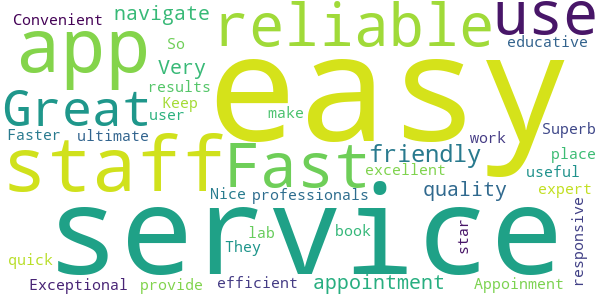 Convenient
navigate
reliable
use
app
So
Very
educative
results
Keep
Great
user
make
easy
Faster
ultimate
work
Superb
staff
Fast
friendly
place
excellent
useful
Nice
professionals
quality
expert
service
lab
book
star
responsive
They
quick
Exceptional
provide
efficient
appointment
Appoinment